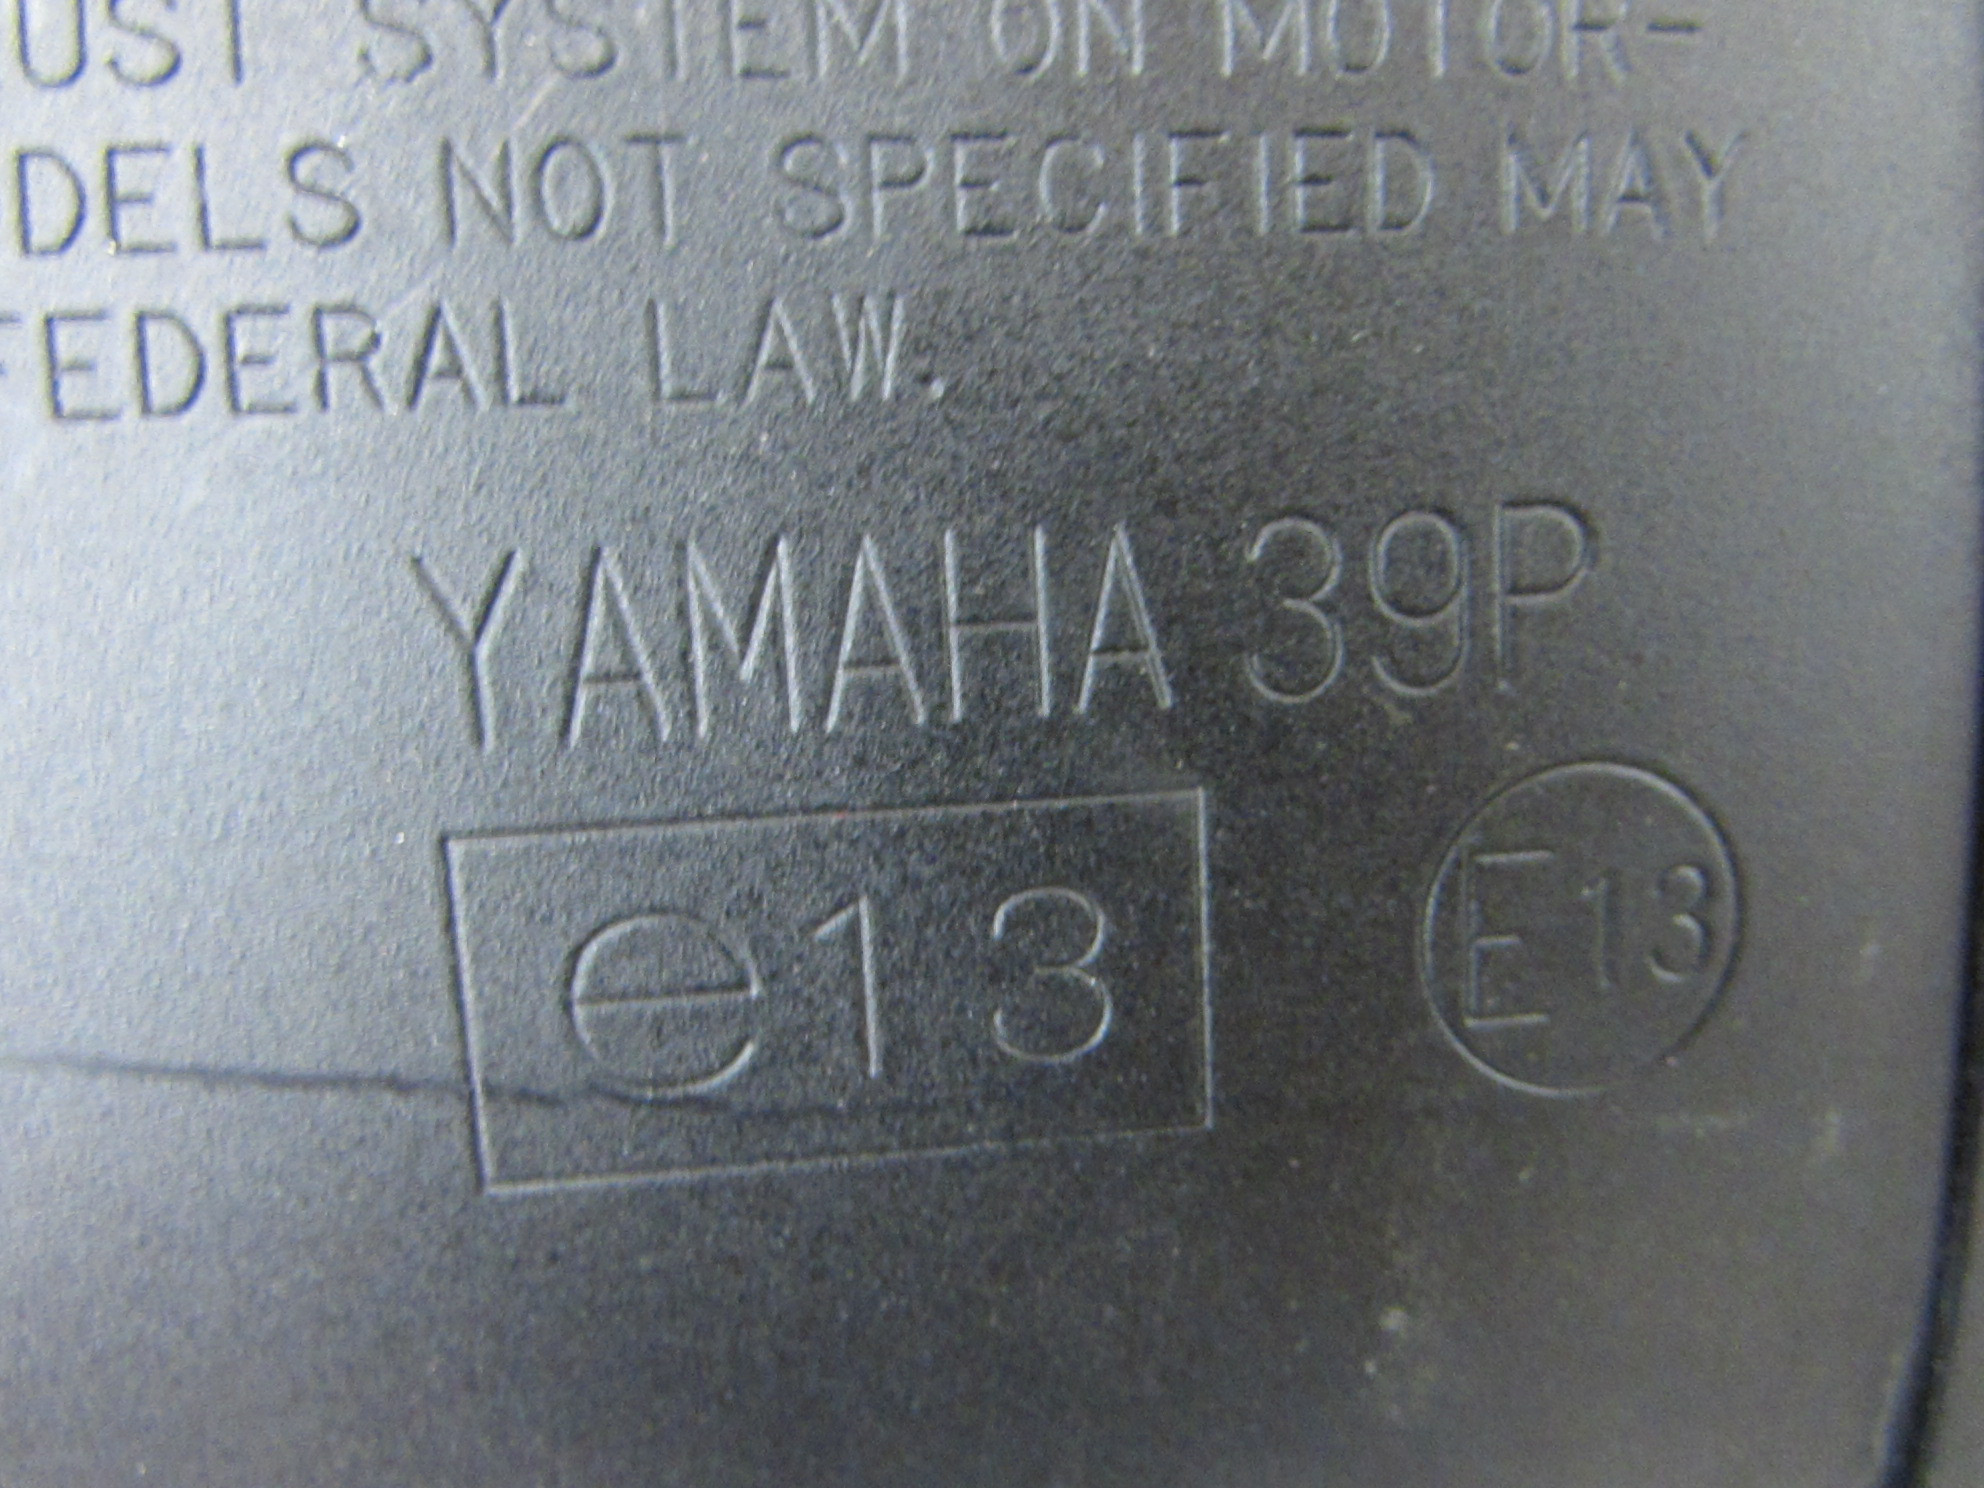 UST SYSTEM ON MOTOR-
DELS NOT SPECIFIED MAY
FEDERAL LAW.
YAMAHA 39P
e13
E13